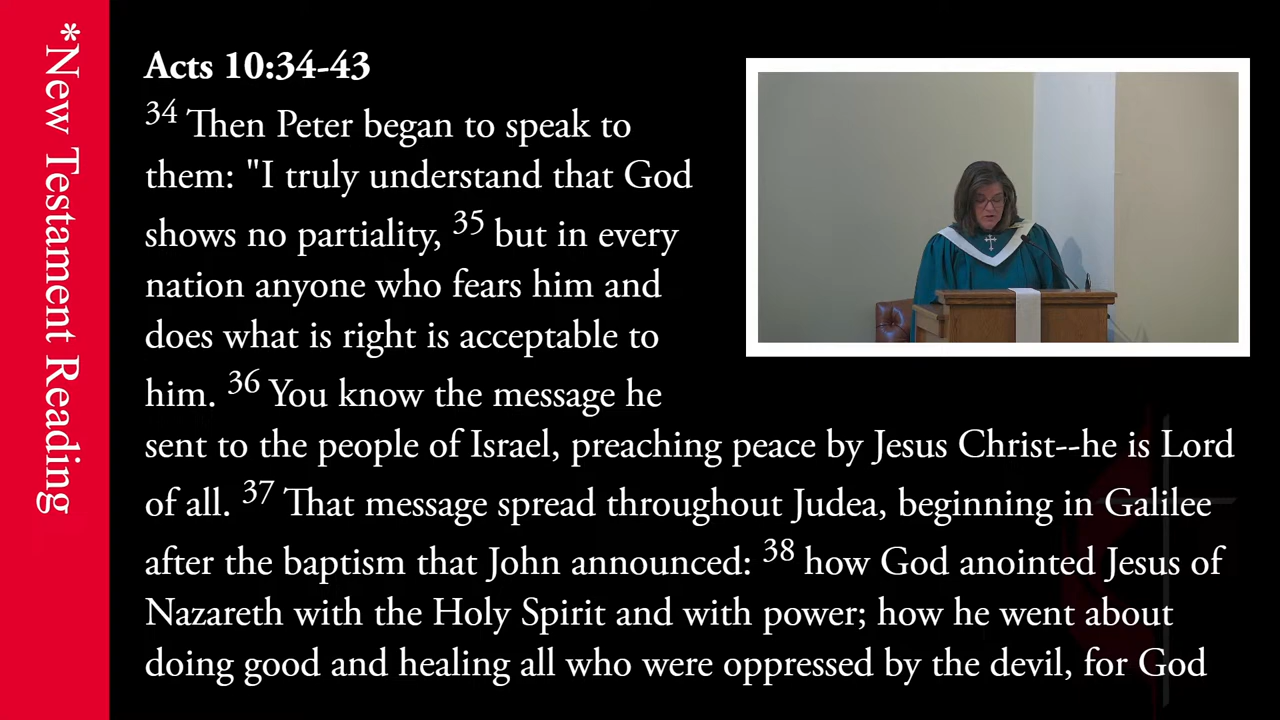 *New Testament Reading
Acts 10:34-43
34 Then Peter began to speak to
them: "I truly understand that God
shows no partiality, 35 but in every
nation anyone who fears him and
does what is right is acceptable to
him. 36 You know the message he
sent to the people of Israel, preaching peace by Jesus Christ--he is Lord
of all. 37 That message spread throughout Judea, beginning in Galilee
after the baptism that John announced: 38 how God anointed Jesus of
Nazareth with the Holy Spirit and with power; how he went about
doing good and healing all who were oppressed by the devil, for God